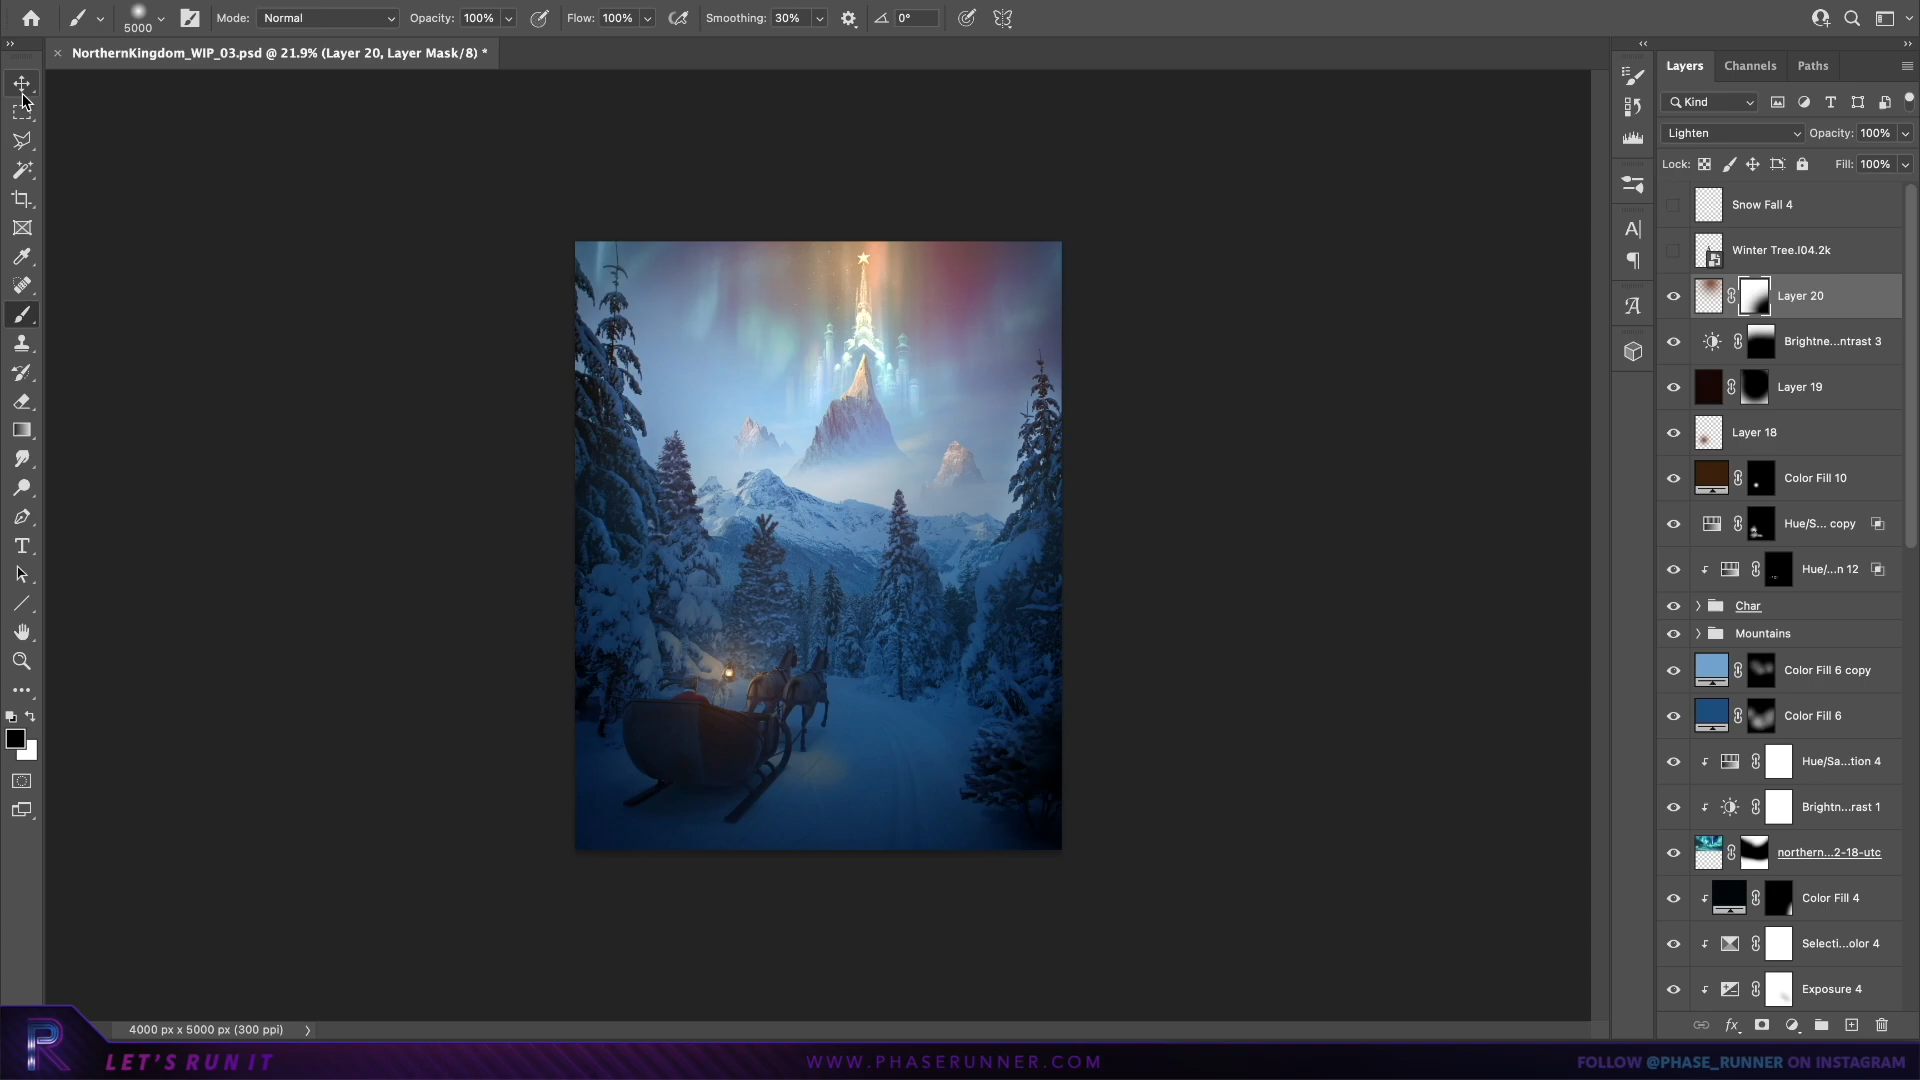 5000
Mode: Normal
Opacity: 100%
Flow: 100%
Smoothing: 30%
0°
NorthernKingdom_WIP_03.psd @ 21.9% (Layer 20, Layer Mask/8) *
Layers
Channels
Paths
Kind
Lighten
Opacity: 100%
Lock:
Fill: 100%
Snow Fall 4
Winter Tree.I04.2k
Layer 20
Brightne...ntrast 3
Layer 19
Layer 18
Color Fill 10
Hue/S... copy
Hue/...n 12
Char
Mountains
Color Fill 6 copy
Color Fill 6
Hue/Sa...tion 4
Brightn...rast 1
northern...2-18-utc
Color Fill 4
Selecti...olor 4
Exposure 4
fx
4000 px x 5000 px (300 ppi)
R
LET'S RUN IT
WWW.PHASERUNNER.COM
FOLLOW @PHASE_RUNNER ON INSTAGRAM